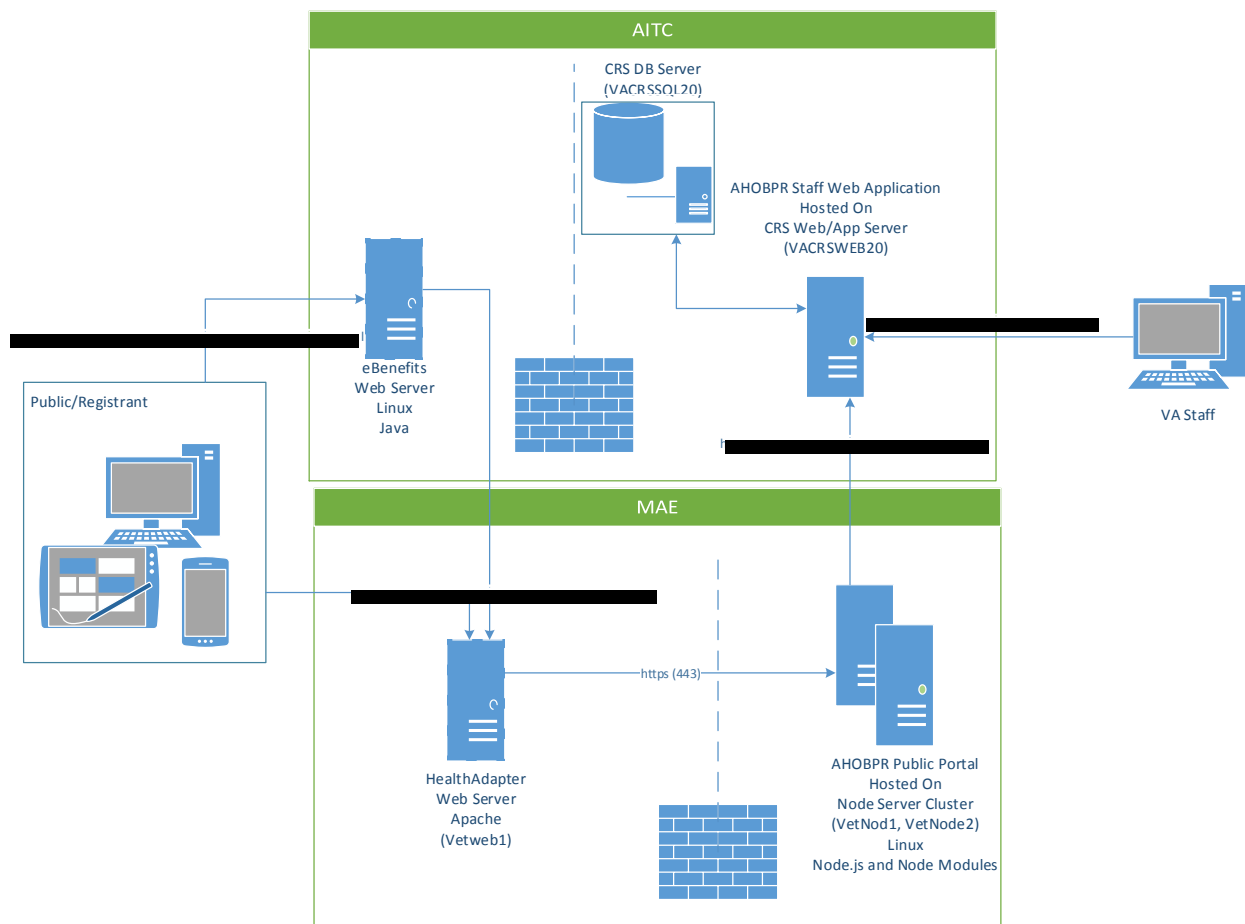 AITC
CRS DB Server
(VACRSSQL20)
AHOBPR Staff Web Application
Hosted On
CRS Web/App Server
(VACRSWEB20)
eBenefits
Web Server
Linux
Java
VA Staff
Public/Registrant
MAE
https (443)
HealthAdapter
Web Server
Apache
(Vetweb1)
AHOBPR Public Portal
Hosted On
Node Server Cluster
(VetNod1, VetNode2)
Linux
Node.js and Node Modules